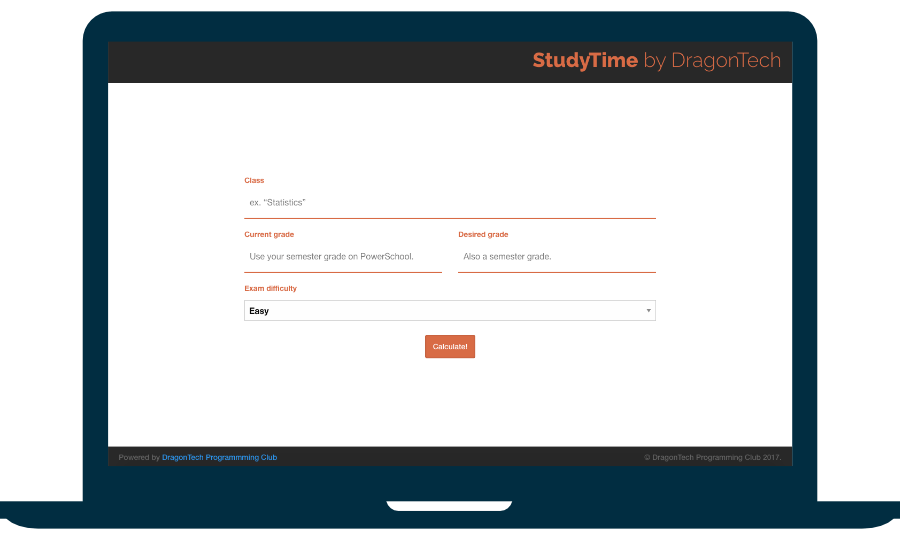 StudyTime by DragonTech
Class
ex. “Statistics”
Current grade
Desired grade
Use your semester grade on PowerSchool.
Also a semester grade.
Exam difficulty
Easy
Calculate!
Powered by DragonTech Programmming Club
© DragonTech Programming Club 2017.